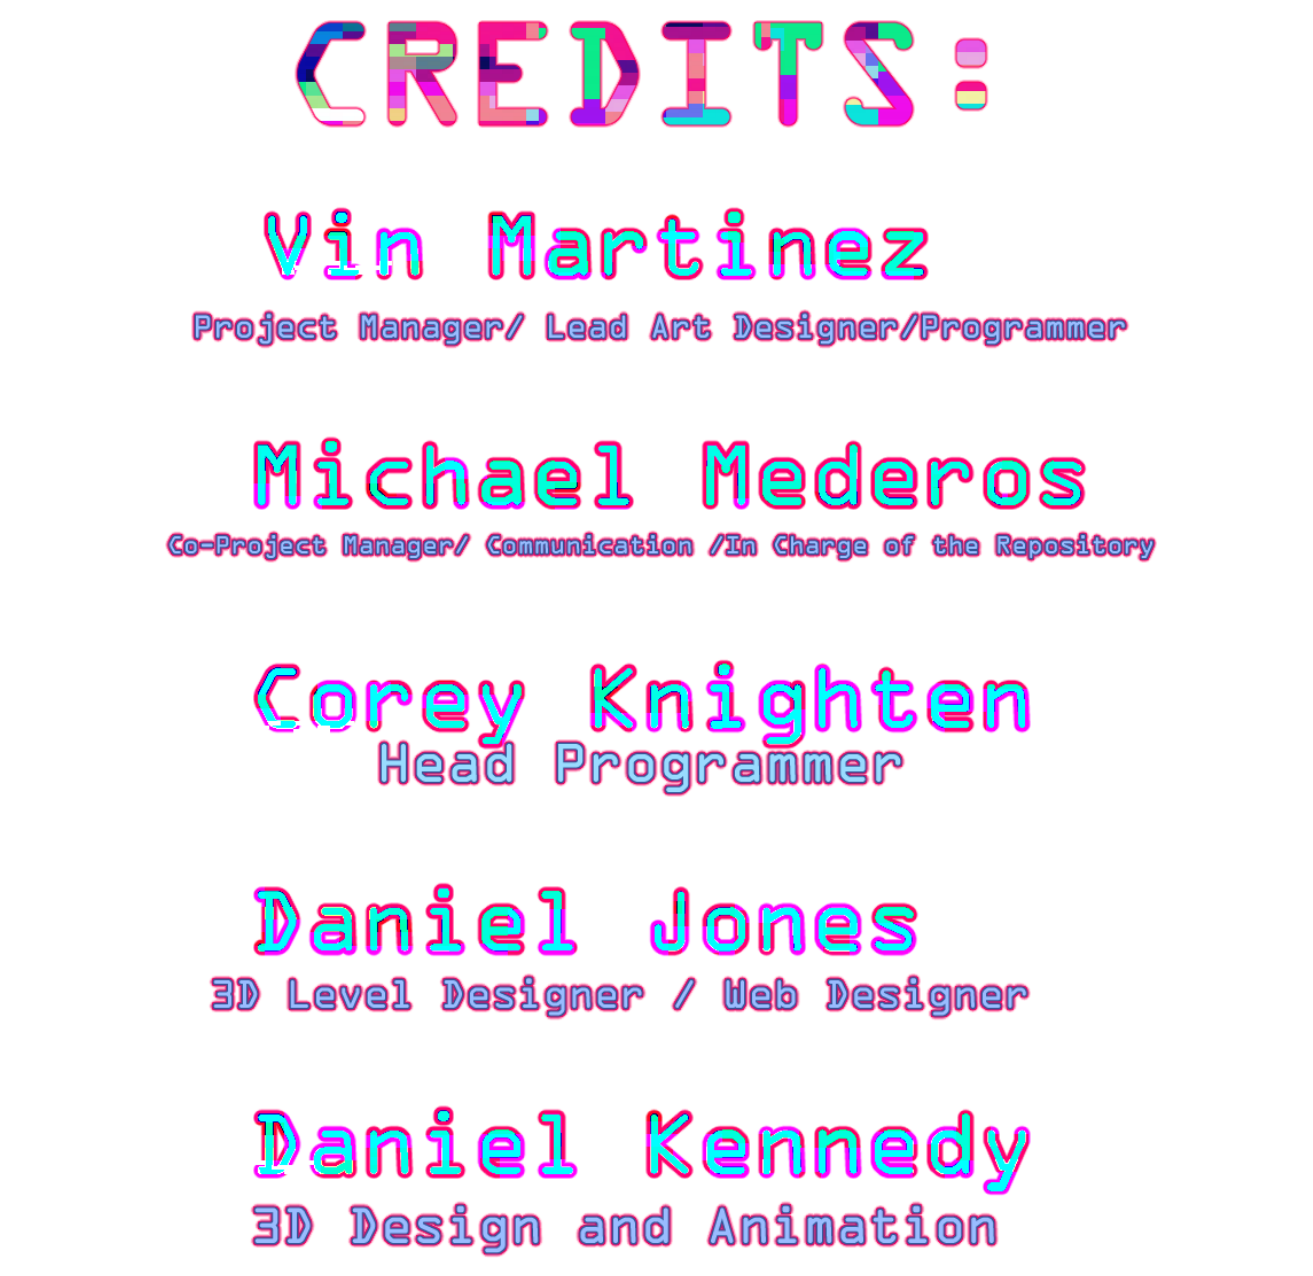 CREDITS:
Vin Martinez
Project Manager/ Lead Art Designer/Programmer
Michael Mederos
Co-Project Manager/ Communication /In Charge of the Repository
Corey Knighten
Head Programmer
Daniel Jones
3D Level Designer / Web Designer
Daniel Kennedy
3D Design and Animation